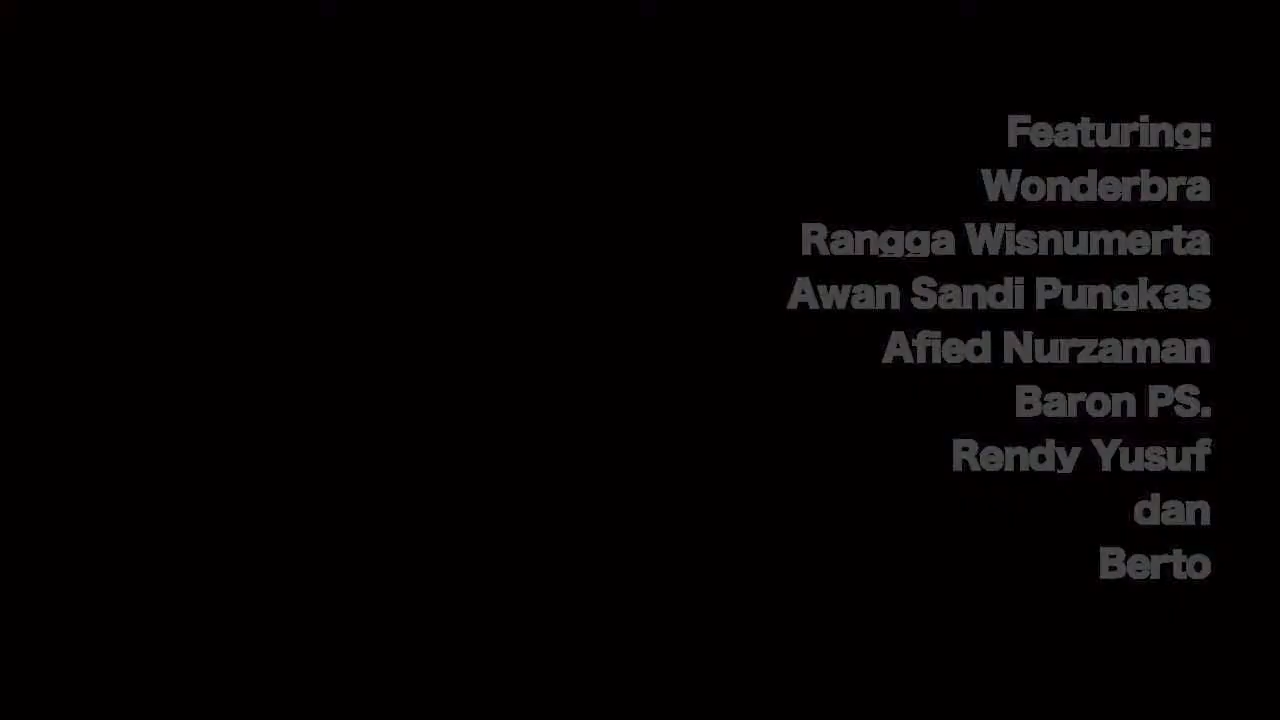 Featuring:
Wonderbra
Rangga Wisnumerta
Awan Sandi Pungkas
Afied Nurzaman
Baron PS.
Rendy Yusuf
dan
Berto